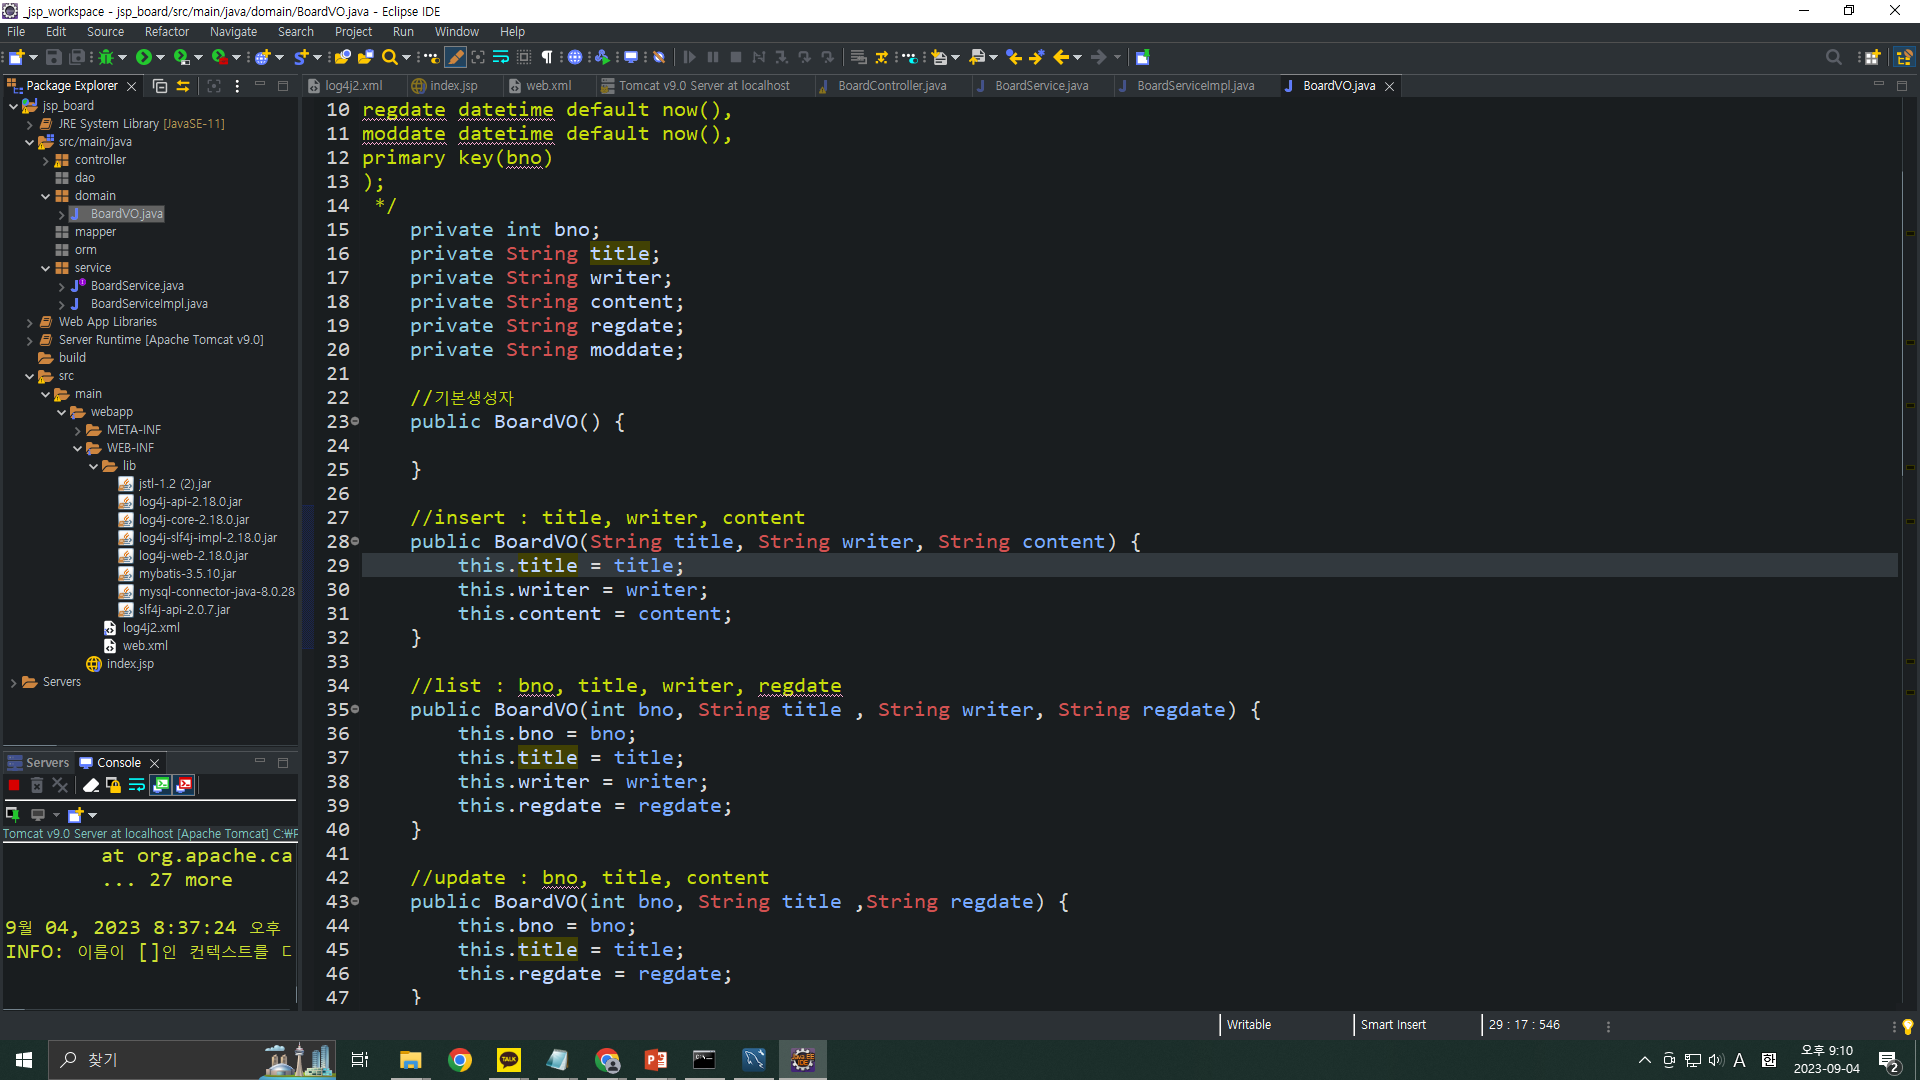 _jsp_workspace - jsp_board/src/main/java/domain/BoardVO.java - Eclipse IDE
File Edit Source Refactor Navigate Search Project Run Window Help
Package Explorer
log4j2.xml index.jsp web.xml Tomcat v9.0 Server at localhost BoardController.java BoardService.java BoardServiceImpl.java BoardVO.java
jsp_board
JRE System Library [JavaSE-11]
src/main/java
controller
dao
domain
BoardVO.java
mapper
orm
service
BoardService.java
BoardServiceImpl.java
Web App Libraries
Server Runtime [Apache Tomcat v9.0]
build
src
main
webapp
META-INF
WEB-INF
lib
jstl-1.2 (2).jar
log4j-api-2.18.0.jar
log4j-core-2.18.0.jar
log4j-slf4j-impl-2.18.0.jar
log4j-web-2.18.0.jar
mybatis-3.5.10.jar
mysql-connector-java-8.0.28
slf4j-api-2.0.7.jar
log4j2.xml
web.xml
index.jsp
Servers
10 regdate datetime default now(),
11 moddate datetime default now(),
12 primary key(bno)
13 );
14 */
15 private int bno;
16 private String title;
17 private String writer;
18 private String content;
19 private String regdate;
20 private String moddate;
21
22 //기본생성자
23 public BoardVO() {
24
25 }
26
27 //insert : title, writer, content
28 public BoardVO(String title, String writer, String content) {
29 this.title = title;
30 this.writer = writer;
31 this.content = content;
32 }
33
34 //list : bno, title, writer, regdate
35 public BoardVO(int bno, String title , String writer, String regdate) {
36 this.bno = bno;
37 this.title = title;
38 this.writer = writer;
39 this.regdate = regdate;
40 }
41
42 //update : bno, title, content
43 public BoardVO(int bno, String title ,String regdate) {
44 this.bno = bno;
45 this.title = title;
46 this.regdate = regdate;
47 }
Servers Console
Tomcat v9.0 Server at localhost [Apache Tomcat] C:₩P
at org.apache.ca
... 27 more
9월 04, 2023 8:37:24 오후
INFO: 이름이 []인 컨텍스트를
Writable Smart Insert 29 : 17 : 546
찾기
TALK
A
오후 9:10
2023-09-04
2